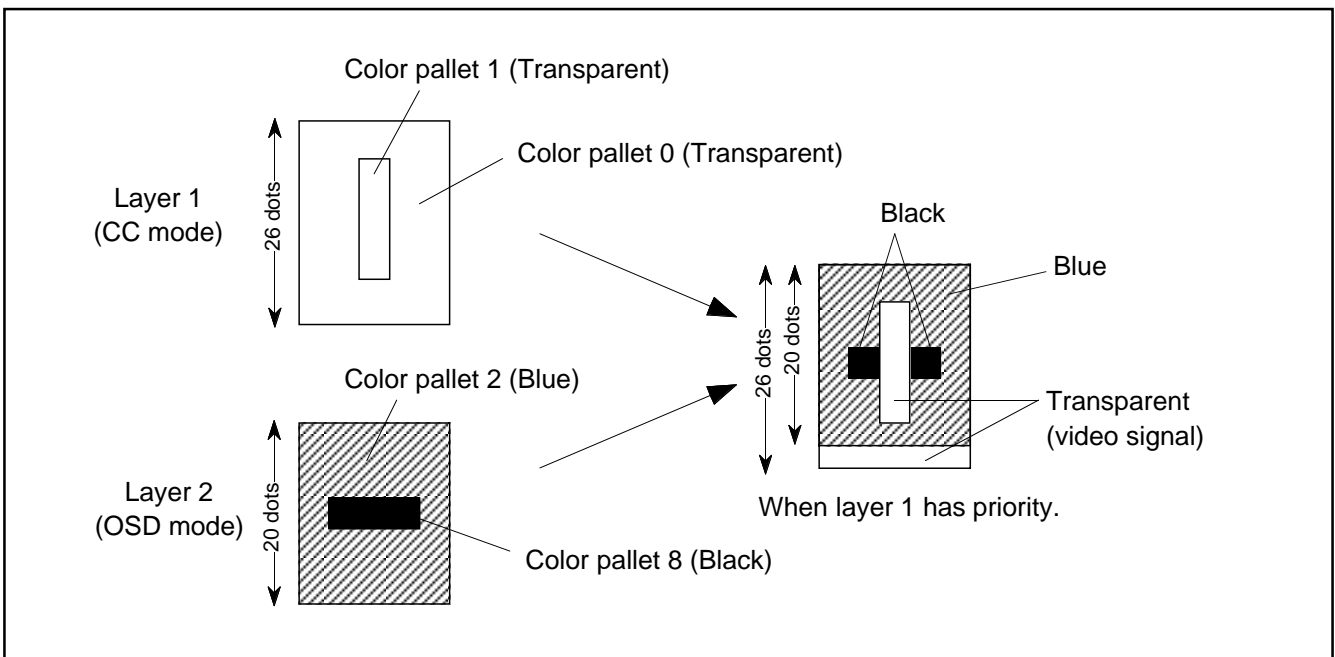 Color pallet 1 (Transparent)
Color pallet 0 (Transparent)
Layer 1
(CC mode)
26 dots
Color pallet 2 (Blue)
Layer 2
(OSD mode)
20 dots
Color pallet 8 (Black)
Black
Blue
26 dots
20 dots
Transparent
(video signal)
When layer 1 has priority.